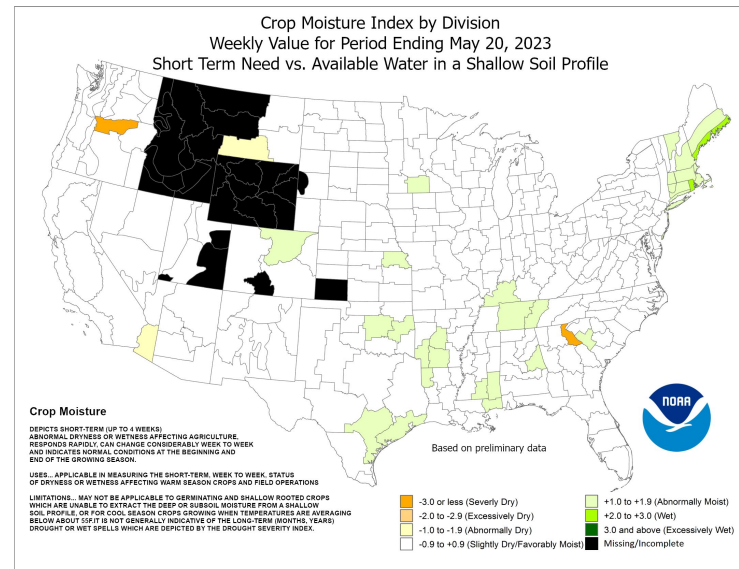 Crop Moisture Index by Division
Weekly Value for Period Ending May 20, 2023
Short Term Need vs. Available Water in a Shallow Soil Profile
NOAA
Crop Moisture
DEPICTS SHORT-TERM (UP TO 4 WEEKS)
ABNORMAL DRYNESS OR WETNESS AFFECTING AGRICULTURE,
RESPONDS RAPIDLY, CAN CHANGE CONSIDERABLY WEEK TO WEEK
AND INDICATES NORMAL CONDITIONS AT THE BEGINNING AND
END OF THE GROWING SEASON.
USES... APPLICABLE IN MEASURING THE SHORT-TERM, WEEK TO WEEK, STATUS
OF DRYNESS OR WETNESS AFFECTING WARM SEASON CROPS AND FIELD OPERATIONS
LIMITATIONS... MAY NOT BE APPLICABLE TO GERMINATING AND SHALLOW ROOTED CROPS
WHICH ARE UNABLE TO EXTRACT THE DEEP OR SUBSOIL MOISTURE FROM A SHALLOW
SOIL PROFILE, OR FOR COOL SEASON CROPS GROWING WHEN TEMPERATURES ARE AVERAGING
BELOW ABOUT 55F.IT IS NOT GENERALLY INDICATIVE OF THE LONG-TERM (MONTHS, YEARS)
DROUGHT OR WET SPELLS WHICH ARE DEPICTED BY THE DROUGHT SEVERITY INDEX.
Based on preliminary data
-3.0 or less (Severly Dry)
-2.0 to -2.9 (Excessively Dry)
-1.0 to -1.9 (Abnormally Dry)
-0.9 to +0.9 (Slightly Dry/Favorably Moist)
+1.0 to +1.9 (Abnormally Moist)
+2.0 to +3.0 (Wet)
3.0 and above (Excessively Wet)
Missing/Incomplete